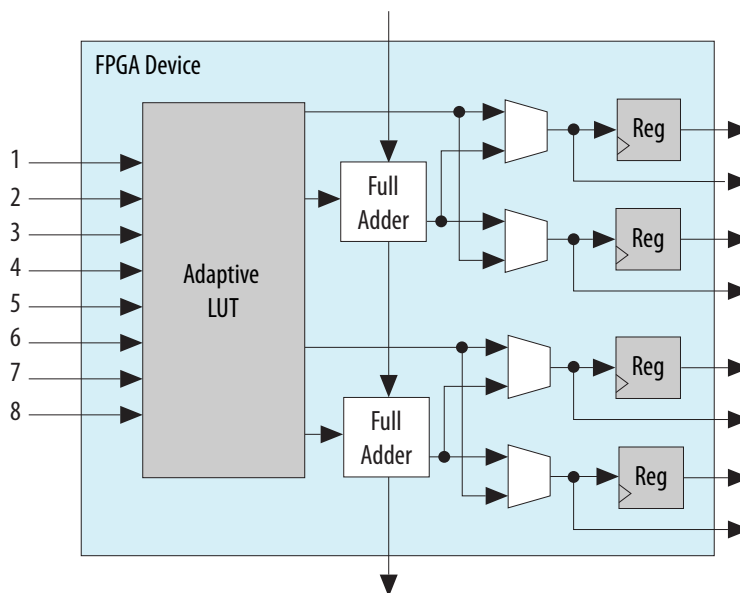 FPGA Device
1
2
3
4
5
6
7
8
Adaptive
LUT
Full
Adder
Full
Adder
Reg
Reg
Reg
Reg